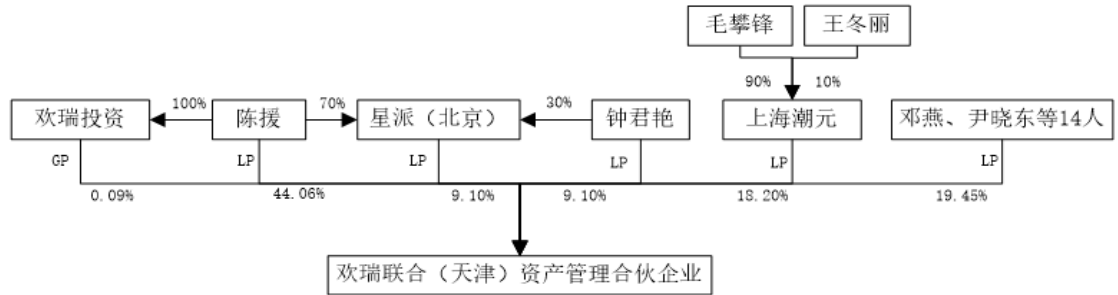 毛攀锋 王冬丽
90% 10%
欢瑞投资 100% 陈援 70% 星派（北京） 30% 钟君艳 上海潮元 邓燕、尹晓东等14人
GP LP LP LP LP LP
0.09% 44.06% 9.10% 9.10% 18.20% 19.45%
欢瑞联合（天津）资产管理合伙企业